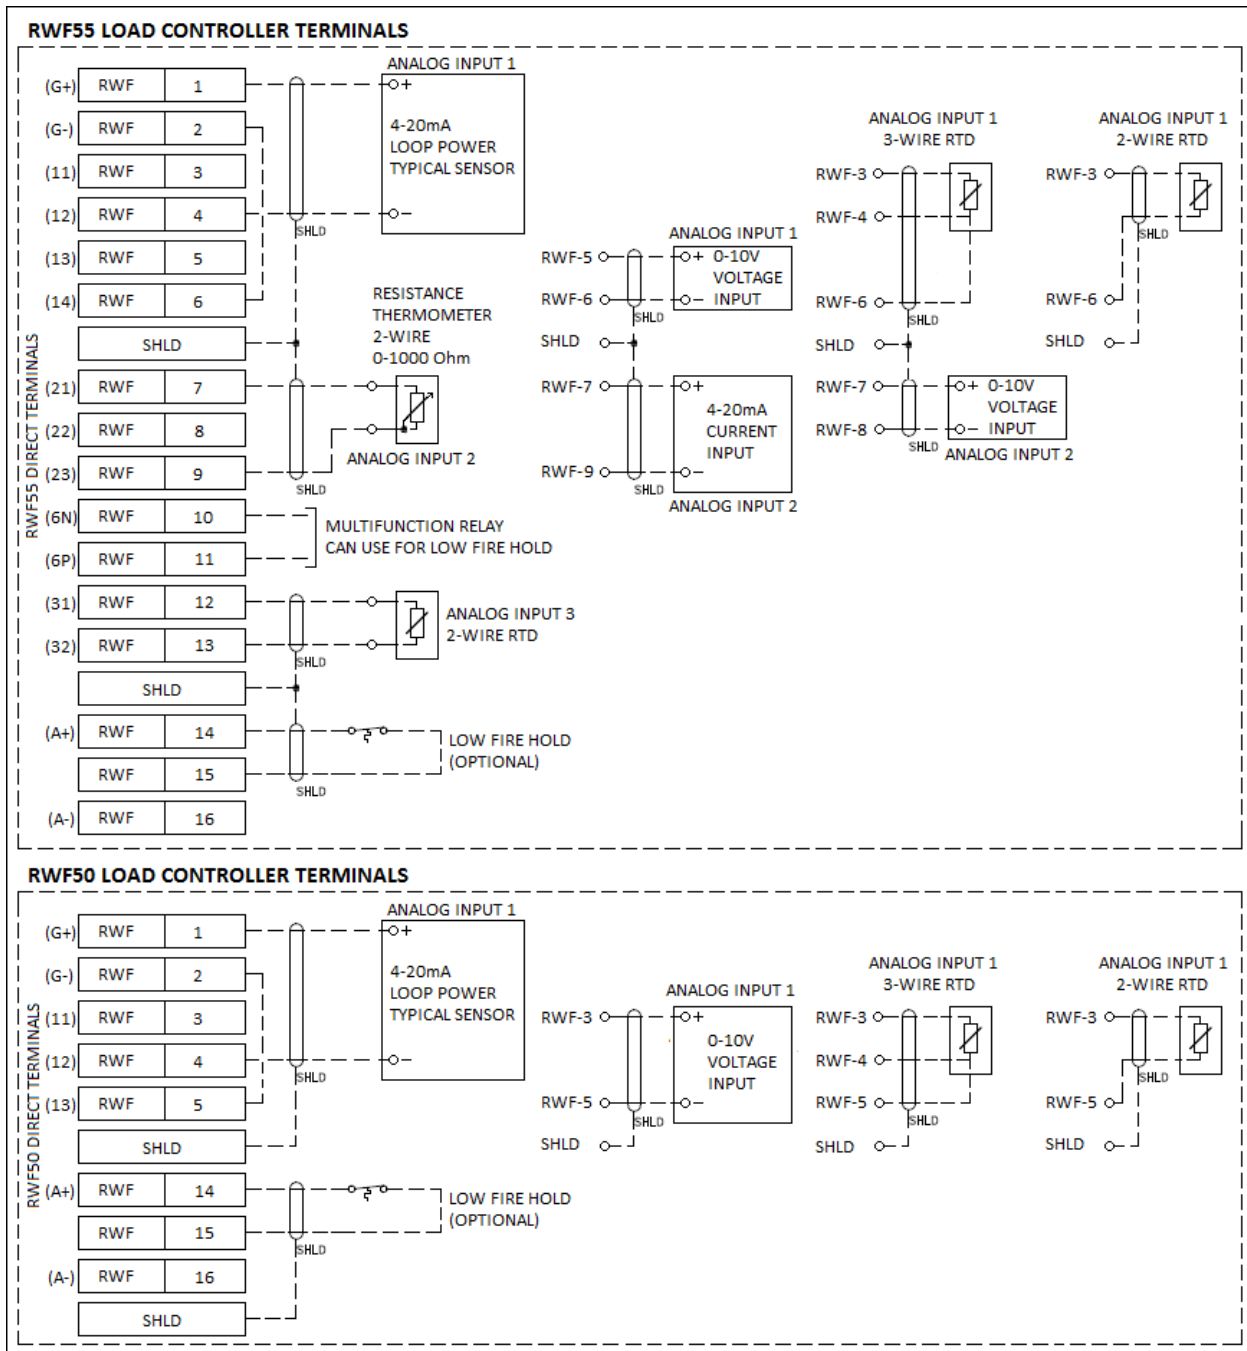 RWF55 LOAD CONTROLLER TERMINALS
RWF55 DIRECT TERMINALS
(G+) RWF 1
(G-) RWF 2
(11) RWF 3
(12) RWF 4
(13) RWF 5
(14) RWF 6
SHLD
(21) RWF 7
(22) RWF 8
(23) RWF 9
(6N) RWF 10
(6P) RWF 11
(31) RWF 12
(32) RWF 13
SHLD
(A+) RWF 14
RWF 15
(A-) RWF 16
ANALOG INPUT 1
+
4-20mA
LOOP POWER
TYPICAL SENSOR
-
SHLD
RESISTANCE
THERMOMETER
2-WIRE
0-1000 Ohm
ANALOG INPUT 2
SHLD
MULTIFUNCTION RELAY
CAN USE FOR LOW FIRE HOLD
ANALOG INPUT 3
2-WIRE RTD
SHLD
LOW FIRE HOLD
(OPTIONAL)
SHLD
ANALOG INPUT 1
RWF-5
+ 0-10V
VOLTAGE
RWF-6
- INPUT
SHLD
SHLD
RWF-7
+
4-20mA
CURRENT
INPUT
RWF-9
-
SHLD
ANALOG INPUT 2
ANALOG INPUT 1
3-WIRE RTD
RWF-3
RWF-4
RWF-6
SHLD
SHLD
RWF-7
+ 0-10V
VOLTAGE
RWF-8
- INPUT
SHLD
ANALOG INPUT 2
ANALOG INPUT 1
2-WIRE RTD
RWF-3
SHLD
RWF-6
SHLD
RWF50 LOAD CONTROLLER TERMINALS
RWF50 DIRECT TERMINALS
(G+) RWF 1
(G-) RWF 2
(11) RWF 3
(12) RWF 4
(13) RWF 5
SHLD
(A+) RWF 14
RWF 15
(A-) RWF 16
SHLD
ANALOG INPUT 1
+
4-20mA
LOOP POWER
TYPICAL SENSOR
-
SHLD
LOW FIRE HOLD
(OPTIONAL)
SHLD
ANALOG INPUT 1
RWF-3
+
0-10V
VOLTAGE
INPUT
RWF-5
-
SHLD
SHLD
ANALOG INPUT 1
3-WIRE RTD
RWF-3
RWF-4
RWF-5
SHLD
SHLD
ANALOG INPUT 1
2-WIRE RTD
RWF-3
SHLD
RWF-5
SHLD